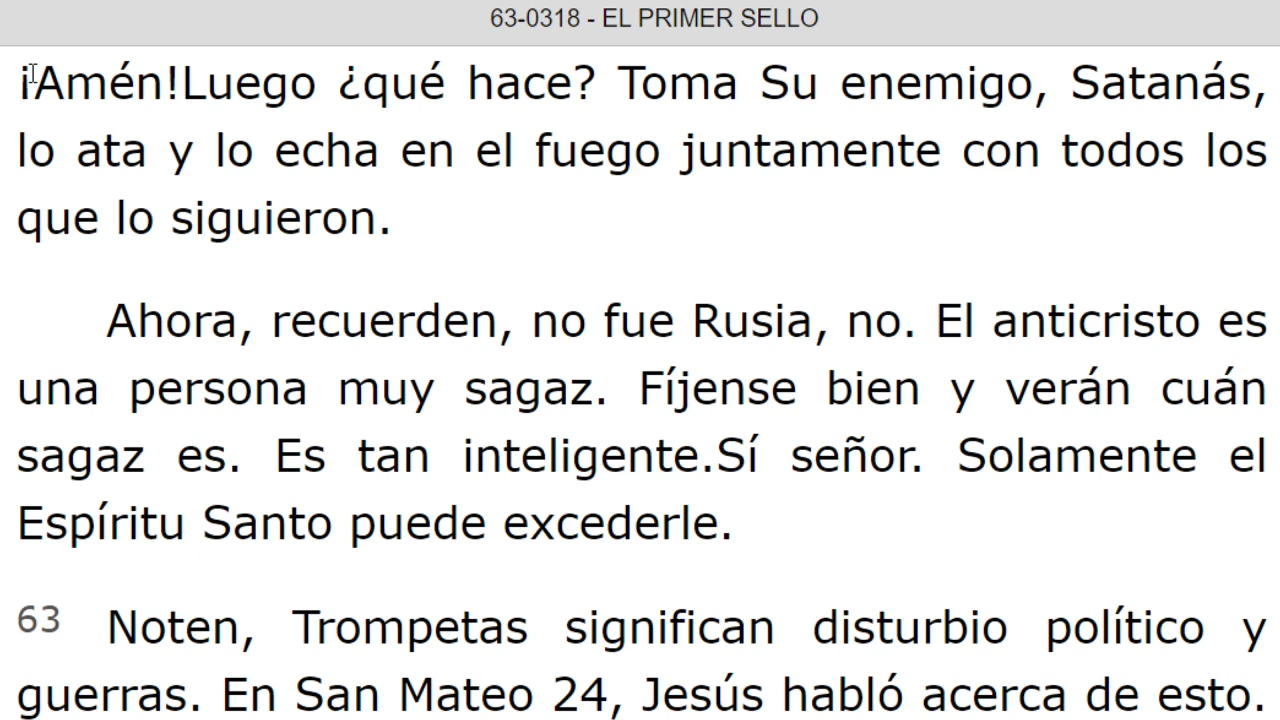 63-0318 - EL PRIMER SELLO
¡Amén!Luego ¿qué hace? Toma Su enemigo, Satanás,
lo ata y lo echa en el fuego juntamente con todos los
que lo siguieron.
Ahora, recuerden, no fue Rusia, no. El anticristo es
una persona muy sagaz. Fíjense bien y verán cuán
sagaz es. Es tan inteligente.Sí señor. Solamente el
Espíritu Santo puede excederle.
63 Noten, Trompetas significan disturbio político y
guerras. En San Mateo 24, Jesús habló acerca de esto.